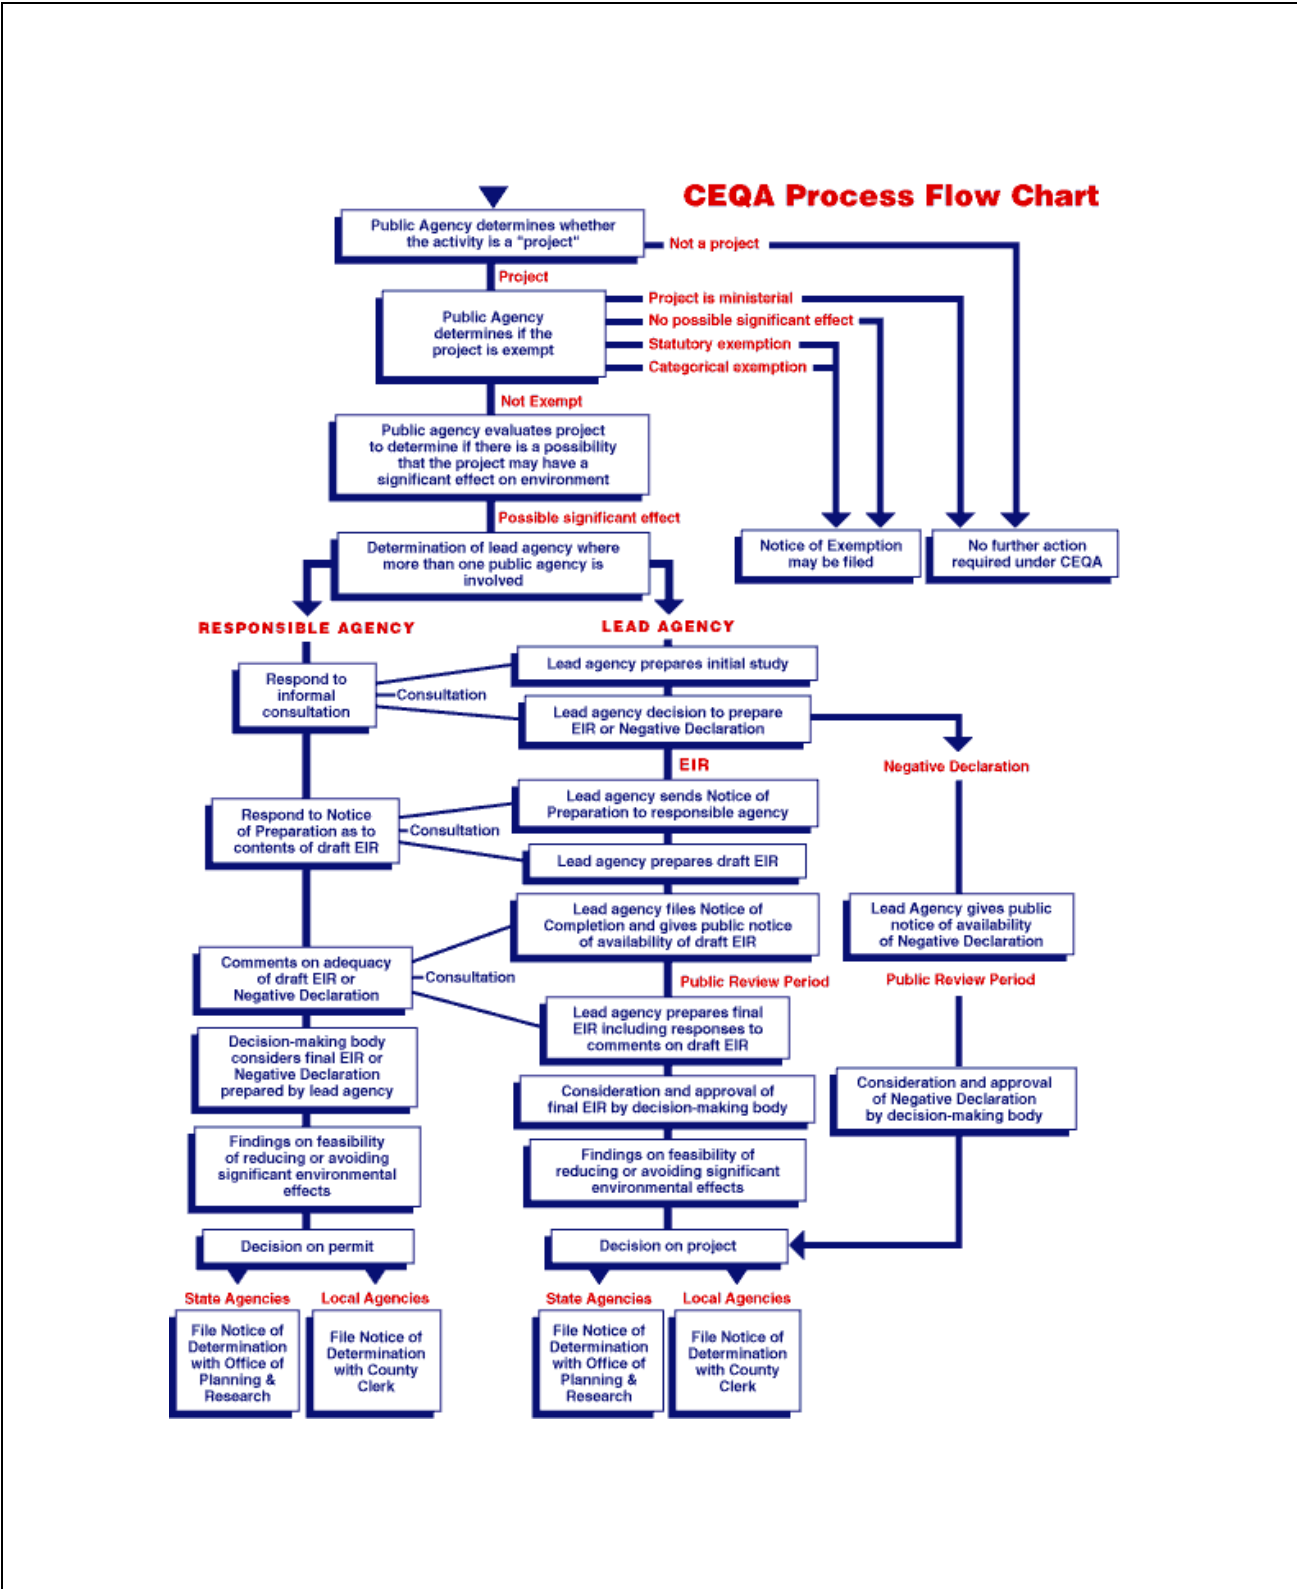 CEQA Process Flow Chart
Public Agency determines whether
the activity is a "project"
Not a project
Project
Public Agency
determines if the
project is exempt
Project is ministerial
No possible significant effect
Statutory exemption
Categorical exemption
Not Exempt
Public agency evaluates project
to determine if there is a possibility
that the project may have a
significant effect on environment
Possible significant effect
Notice of Exemption
may be filed
No further action
required under CEQA
Determination of lead agency where
more than one public agency is
involved
RESPONSIBLE AGENCY
LEAD AGENCY
Respond to
informal
consultation
Consultation
Lead agency prepares initial study
Lead agency decision to prepare
EIR or Negative Declaration
EIR
Negative Declaration
Respond to Notice
of Preparation as to
contents of draft EIR
Consultation
Lead agency sends Notice of
Preparation to responsible agency
Lead agency prepares draft EIR
Lead agency files Notice of
Completion and gives public notice
of availability of draft EIR
Lead Agency gives public
notice of availability
of Negative Declaration
Comments on adequacy
of draft EIR or
Negative Declaration
Consultation
Public Review Period
Public Review Period
Lead agency prepares final
EIR including responses to
comments on draft EIR
Decision-making body
considers final EIR or
Negative Declaration
prepared by lead agency
Consideration and approval of
final EIR by decision-making body
Consideration and approval
of Negative Declaration
by decision-making body
Findings on feasibility
of reducing or avoiding
significant environmental
effects
Findings on feasibility of
reducing or avoiding significant
environmental effects
Decision on permit
Decision on project
State Agencies
Local Agencies
State Agencies
Local Agencies
File Notice of
Determination
with Office of
Planning &
Research
File Notice of
Determination
with County
Clerk
File Notice of
Determination
with Office of
Planning &
Research
File Notice of
Determination
with County
Clerk